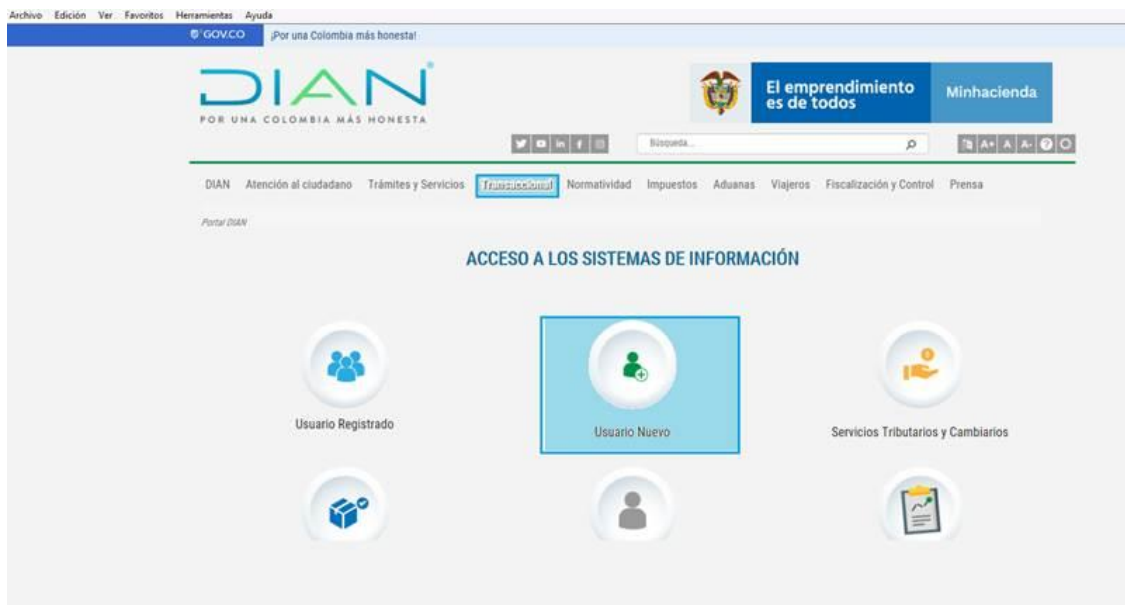 Archivo Edición Ver Favoritos Herramientas Ayuda
GOV.CO ¡Por una Colombia más honesta!
DIAN
POR UNA COLOMBIA MÁS HONESTA
El emprendimiento
es de todos
Minhacienda
Búsqueda...
A+ A A- ?
DIAN Atención al ciudadano Trámites y Servicios Transaccional Normatividad Impuestos Aduanas Viajeros Fiscalización y Control Prensa
Portal DIAN
ACCESO A LOS SISTEMAS DE INFORMACIÓN
Usuario Registrado
Usuario Nuevo
Servicios Tributarios y Cambiarios